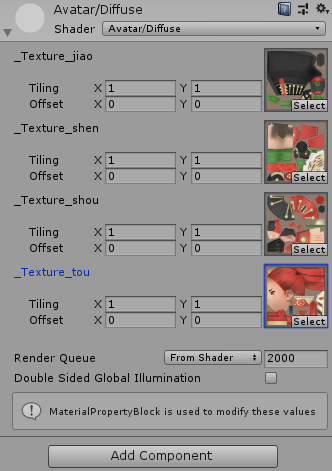 Avatar/Diffuse
Shader Avatar/Diffuse
_Texture_jiao
Tiling X 1 Y 1
Offset X 0 Y 0
Select
_Texture_shen
Tiling X 1 Y 1
Offset X 0 Y 0
Select
_Texture_shou
Tiling X 1 Y 1
Offset X 0 Y 0
Select
_Texture_tou
Tiling X 1 Y 1
Offset X 0 Y 0
Select
Render Queue From Shader 2000
Double Sided Global Illumination
MaterialPropertyBlock is used to modify these values
Add Component